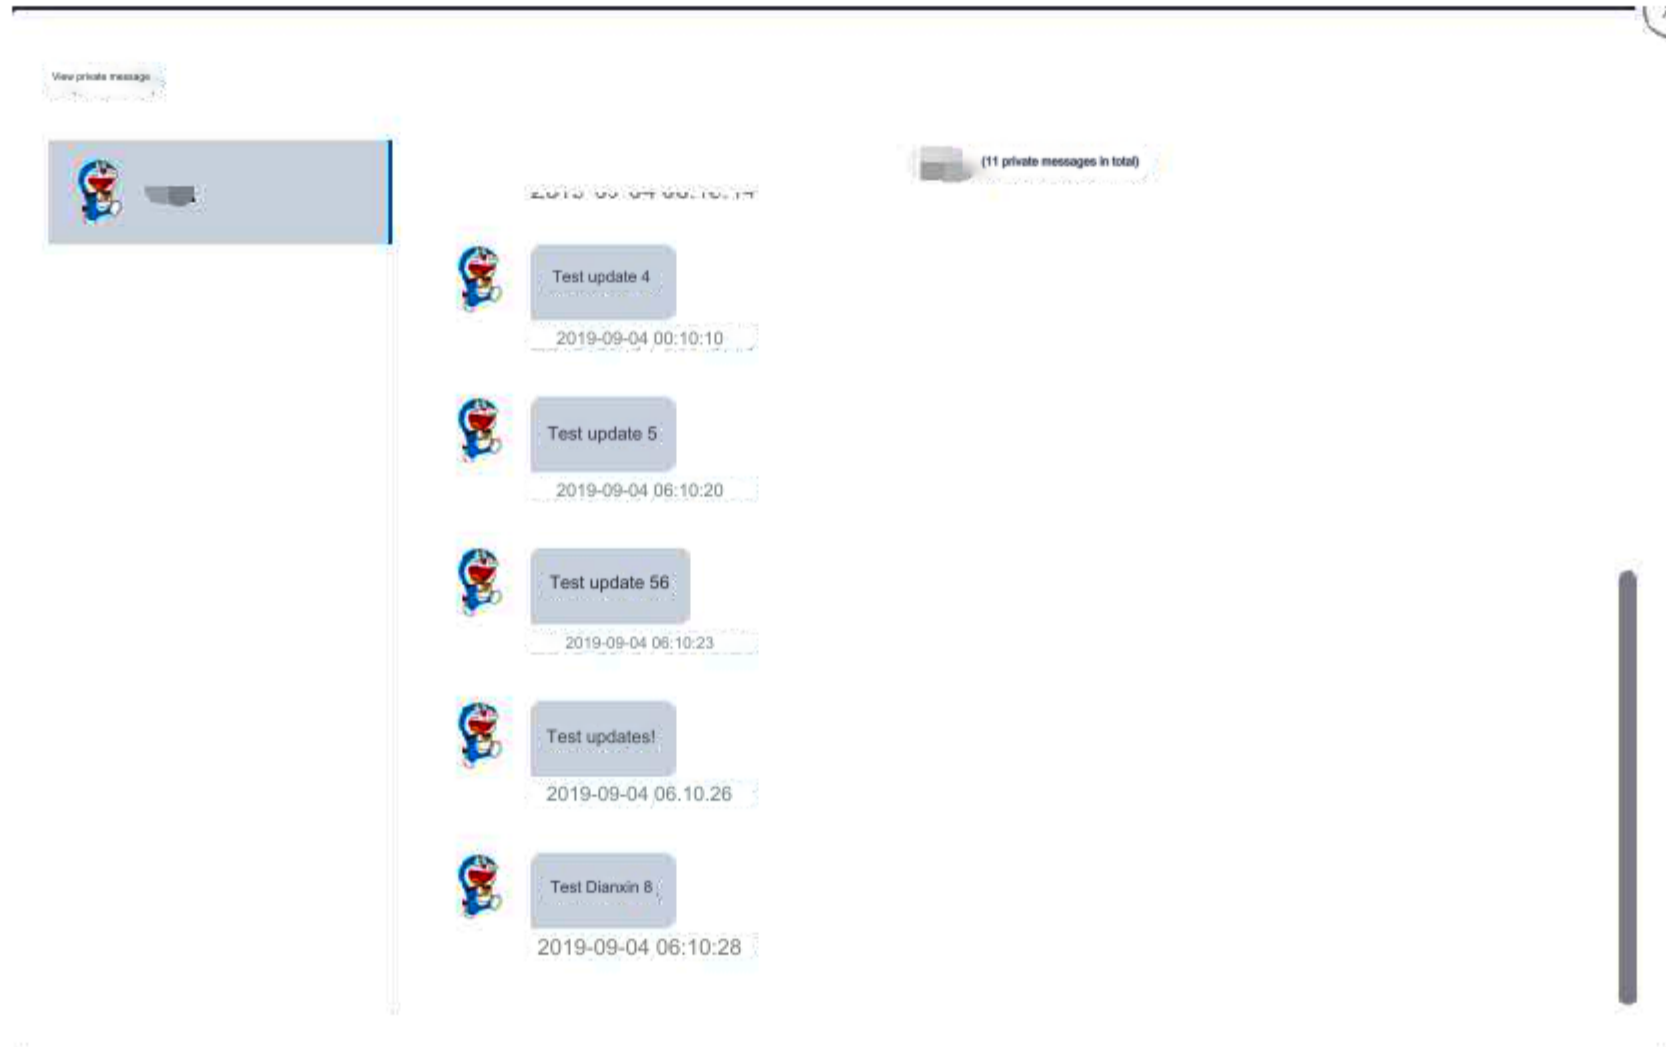 View private message
(11 private messages in total)
Test update 4
2019-09-04 00:10:10
Test update 5
2019-09-04 06:10:20
Test update 56
2019-09-04 06:10:23
Test updates!
2019-09-04 06.10.26
Test Dianxin 8
2019-09-04 06:10:28